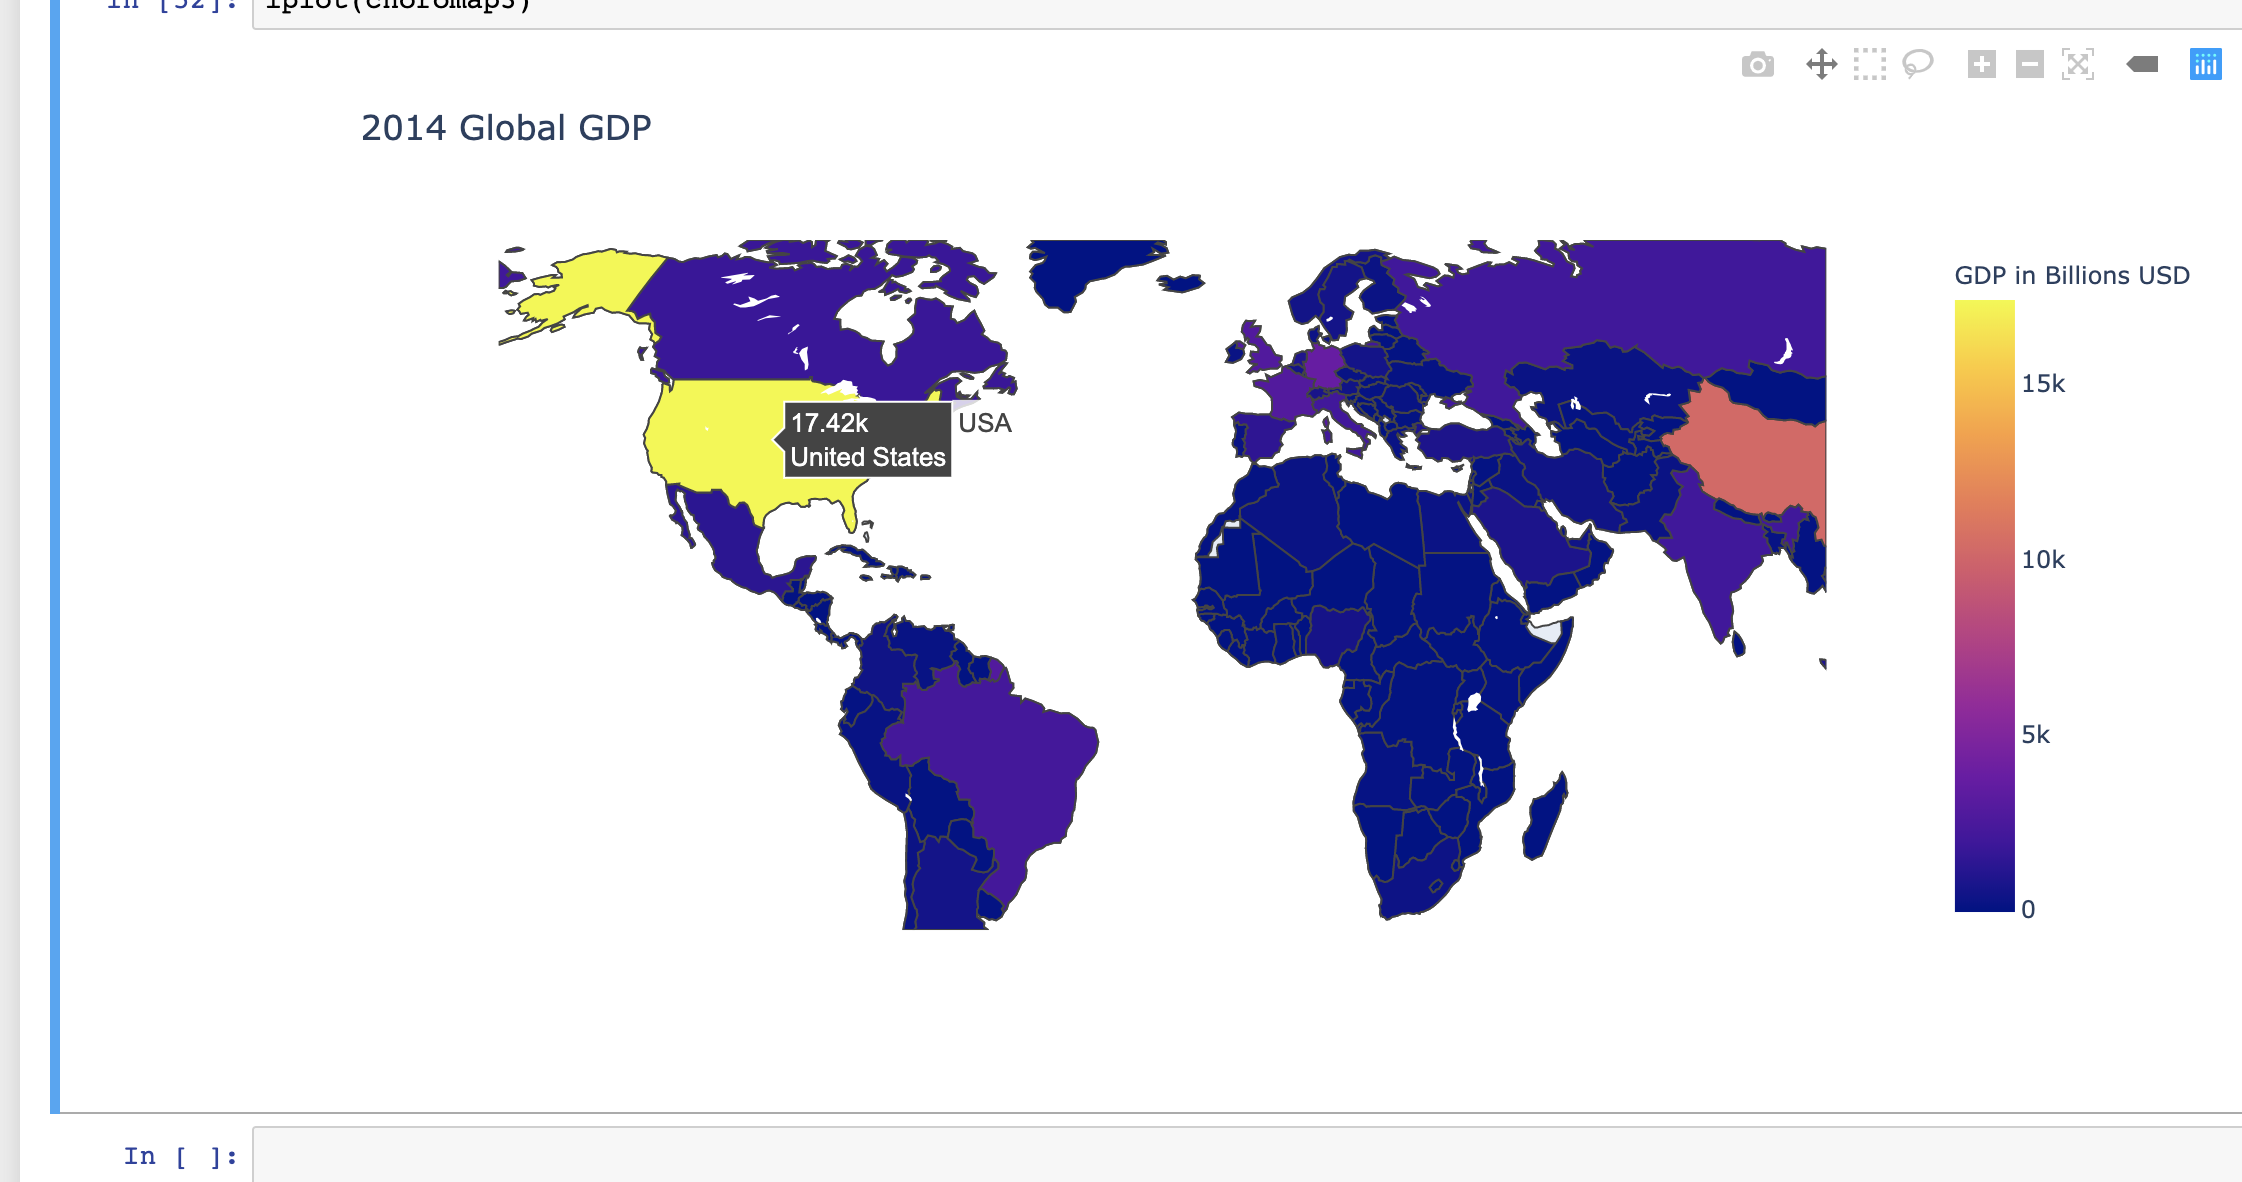 In [52]: iplot(choromap3)
2014 Global GDP
GDP in Billions USD
17.42k
United States
USA
15k
10k
5k
0
In [ ]: